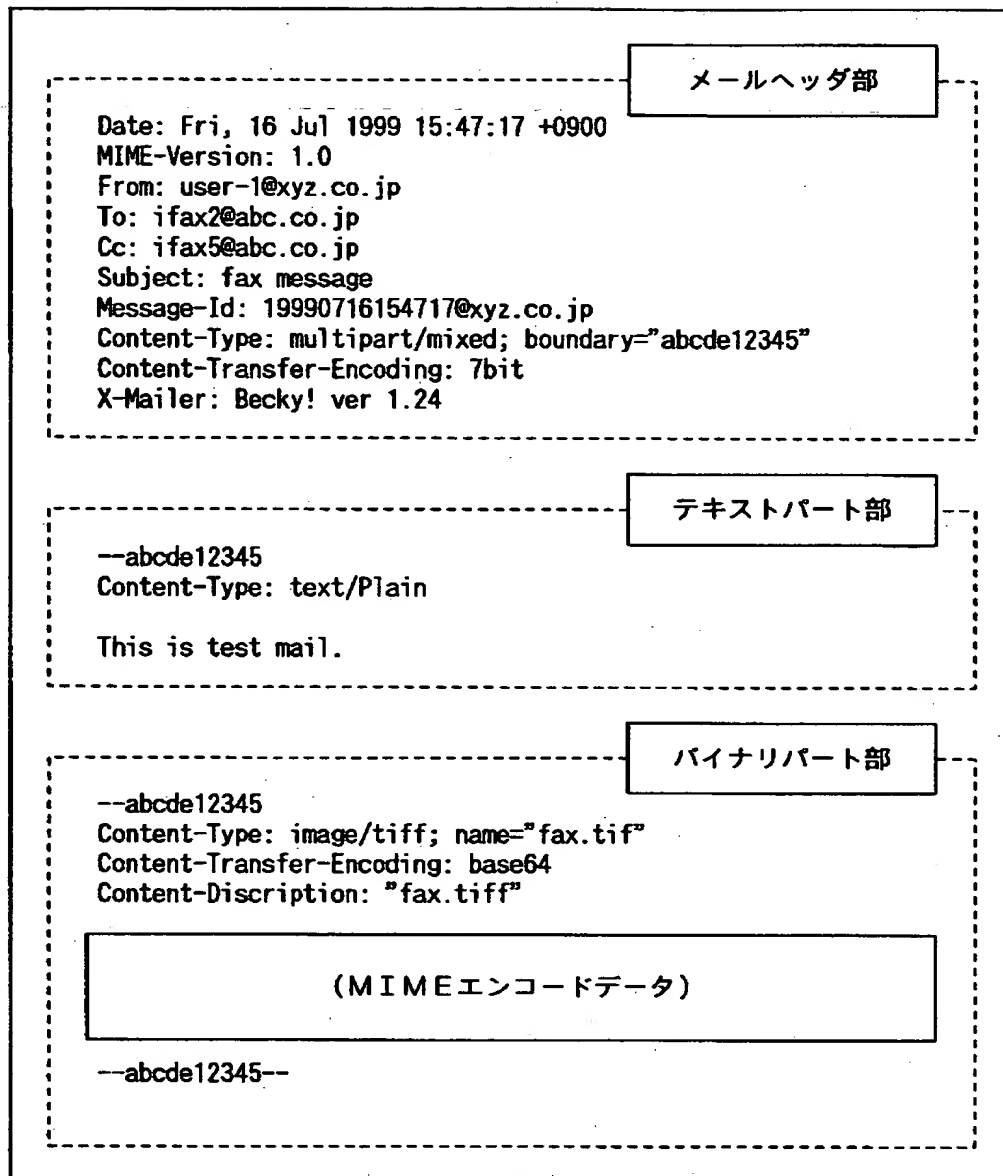 メールヘッダ部
Date: Fri, 16 Jul 1999 15:47:17 +0900
MIME-Version: 1.0
From: user-1@xyz.co.jp
To: ifax2@abc.co.jp
Cc: ifax5@abc.co.jp
Subject: fax message
Message-Id: 19990716154717@xyz.co.jp
Content-Type: multipart/mixed; boundary="abcde12345"
Content-Transfer-Encoding: 7bit
X-Mailer: Becky! ver 1.24
テキストパート部
--abcde12345
Content-Type: text/Plain
This is test mail.
バイナリパート部
--abcde12345
Content-Type: image/tiff; name="fax.tif"
Content-Transfer-Encoding: base64
Content-Discription: "fax.tiff"
(MIMEエンコードデータ)
--abcde12345--